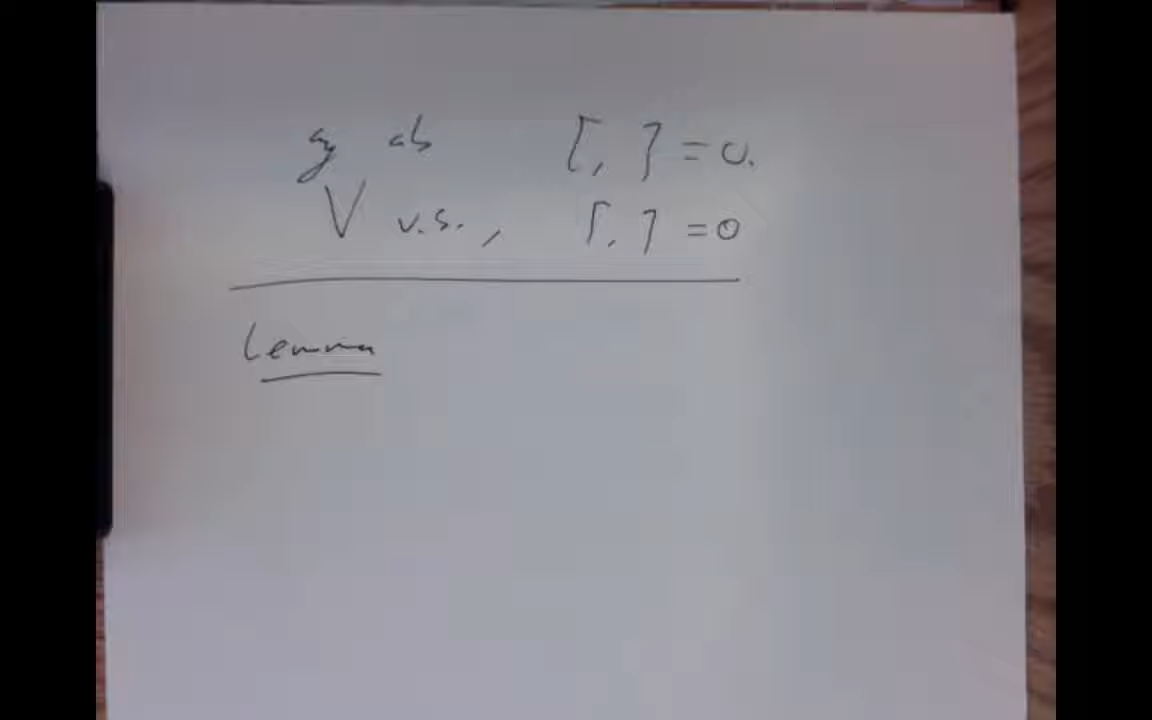 𝔤 ab [ , ] = 0.
V v.s., [ , ] = 0
Lemma